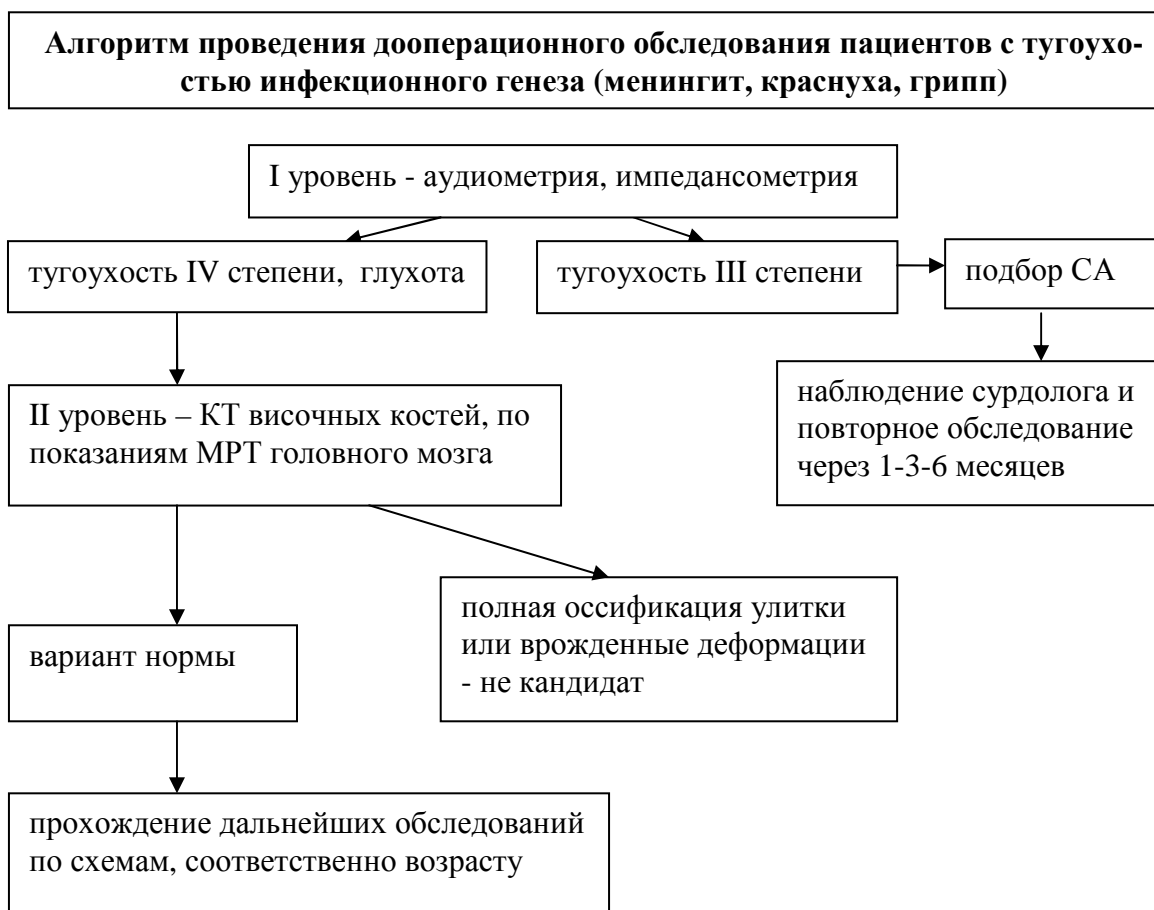 Алгоритм проведения дооперационного обследования пациентов с тугоухо-
стью инфекционного генеза (менингит, краснуха, грипп)
I уровень - аудиометрия, импедансометрия
тугоухость IV степени, глухота
тугоухость III степени
подбор СА
II уровень – КТ височных костей, по
показаниям МРТ головного мозга
наблюдение сурдолога и
повторное обследование
через 1-3-6 месяцев
полная оссификация улитки
или врожденные деформации
- не кандидат
вариант нормы
прохождение дальнейших обследований
по схемам, соответственно возрасту